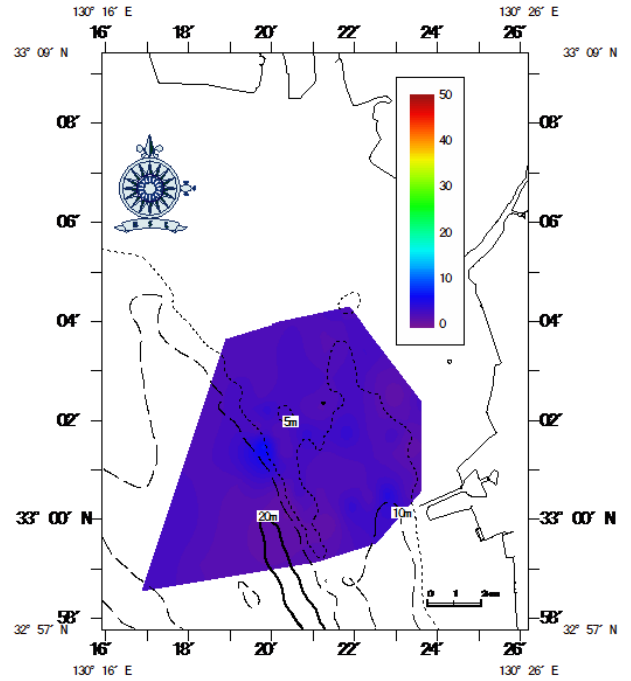 130° 16′ E
130° 26′ E
16′ 18′ 20′ 22′ 24′ 26′
33° 09′ N
33° 09′ N
50
40
30
20
10
0
08′
08′
06′
06′
04′
04′
02′
02′
5m
20m
10m
33° 00′ N
33° 00′ N
0 1 2km
58′
58′
32° 57′ N
32° 57′ N
16′ 18′ 20′ 22′ 24′ 26′
130° 16′ E
130° 26′ E